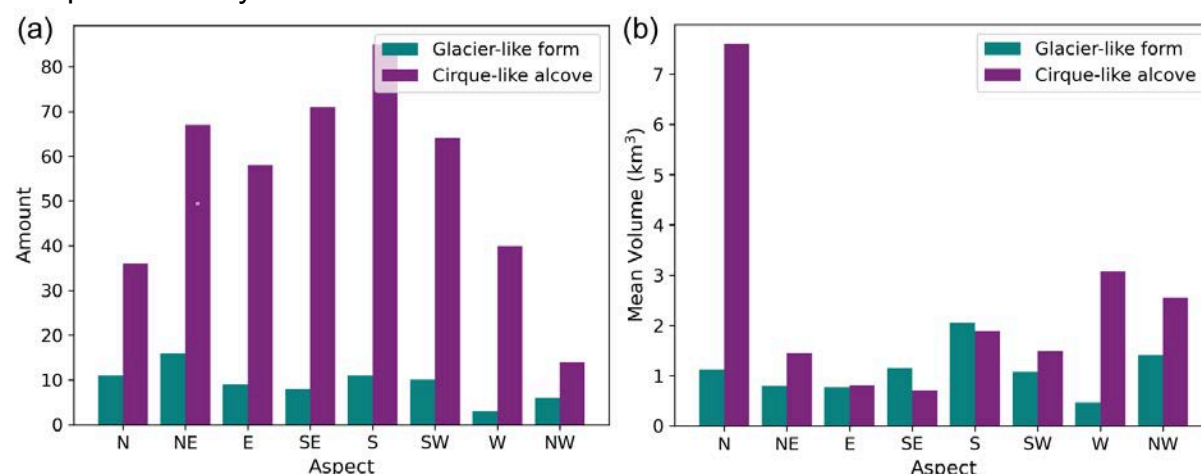 (a)
Glacier-like form
Cirque-like alcove
80
70
60
50
40
30
20
10
0
Amount
N NE E SE S SW W NW
Aspect
(b)
Glacier-like form
Cirque-like alcove
7
6
5
4
3
2
1
0
Mean Volume (km³)
N NE E SE S SW W NW
Aspect